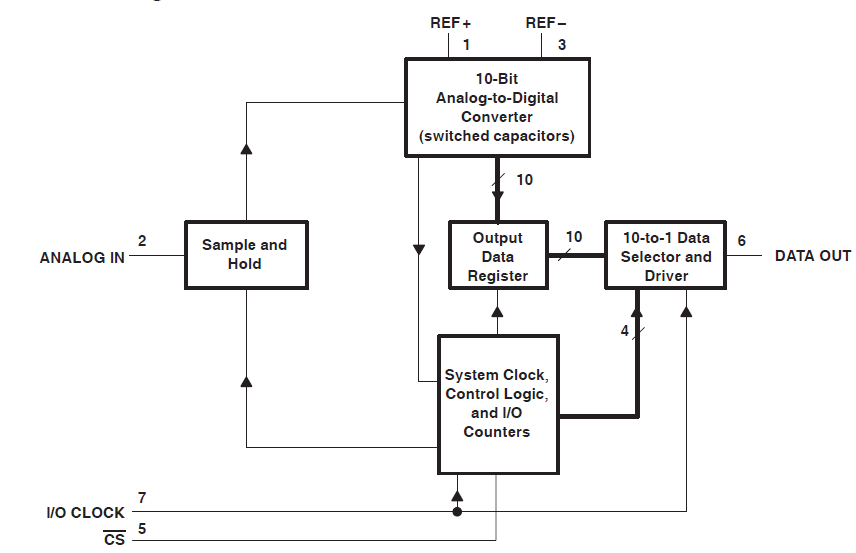 REF+
REF–
1
3
10-Bit
Analog-to-Digital
Converter
(switched capacitors)
10
2
ANALOG IN
Sample and
Hold
Output
Data
Register
10
10-to-1 Data
Selector and
Driver
6
DATA OUT
4
System Clock,
Control Logic,
and I/O
Counters
7
I/O CLOCK
5
CS